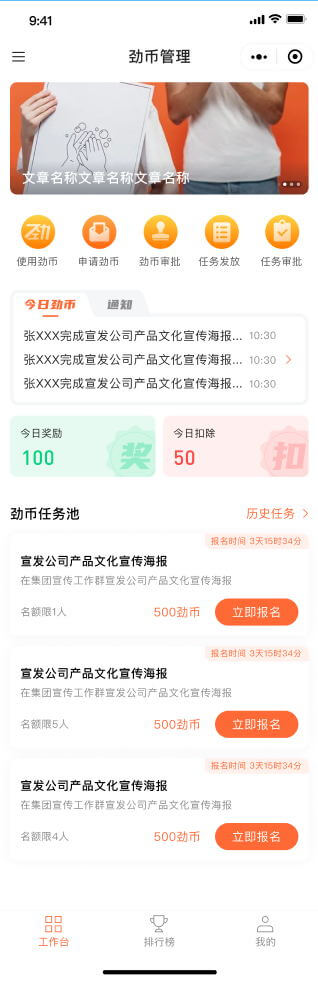 9:41
劲币管理
文章名称文章名称文章名称
使用劲币 申请劲币 劲币审批 任务发放 任务审批
今日劲币 通知
张XXX完成宣发公司产品文化宣传海报... 10:30
张XXX完成宣发公司产品文化宣传海报... 10:30
张XXX完成宣发公司产品文化宣传海报... 10:30
今日奖励 今日扣除
100 奖 50 扣
劲币任务池 历史任务
报名时间 3天15时34分
宣发公司产品文化宣传海报
在集团宣传工作群宣发公司产品文化宣传海报
名额限1人 500劲币 立即报名
报名时间 3天15时34分
宣发公司产品文化宣传海报
在集团宣传工作群宣发公司产品文化宣传海报
名额限5人 500劲币 立即报名
报名时间 3天15时34分
宣发公司产品文化宣传海报
在集团宣传工作群宣发公司产品文化宣传海报
名额限4人 500劲币 立即报名
工作台 排行榜 我的